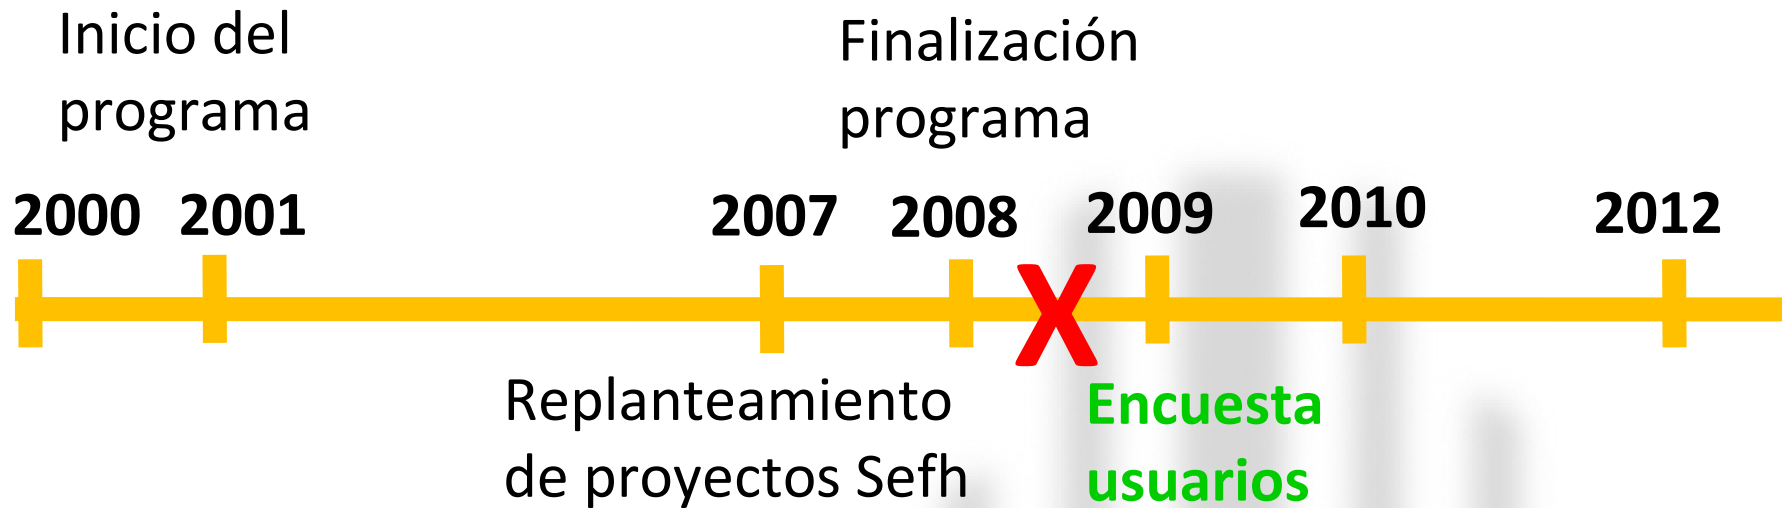 Inicio del
programa
Finalización
programa
2000 2001 2007 2008 2009 2010 2012
X
Replanteamiento
de proyectos Sefh
Encuesta
usuarios